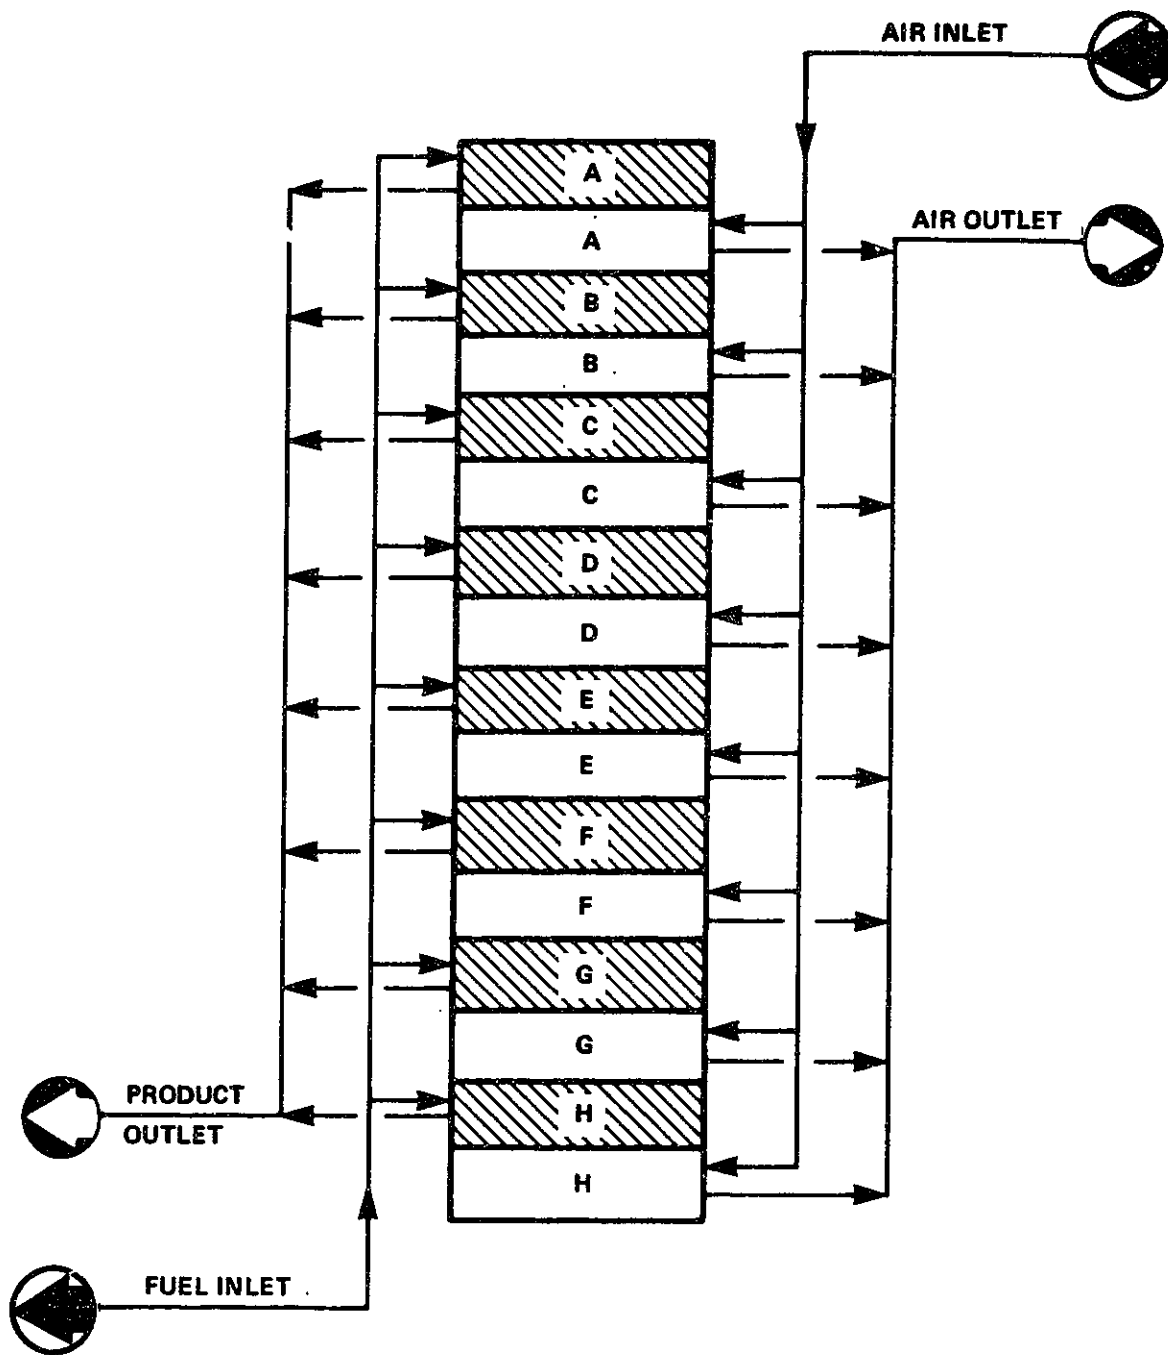 AIR INLET
A
AIR OUTLET
A
B
B
C
C
D
D
E
E
F
F
G
G
PRODUCT
OUTLET
H
H
FUEL INLET